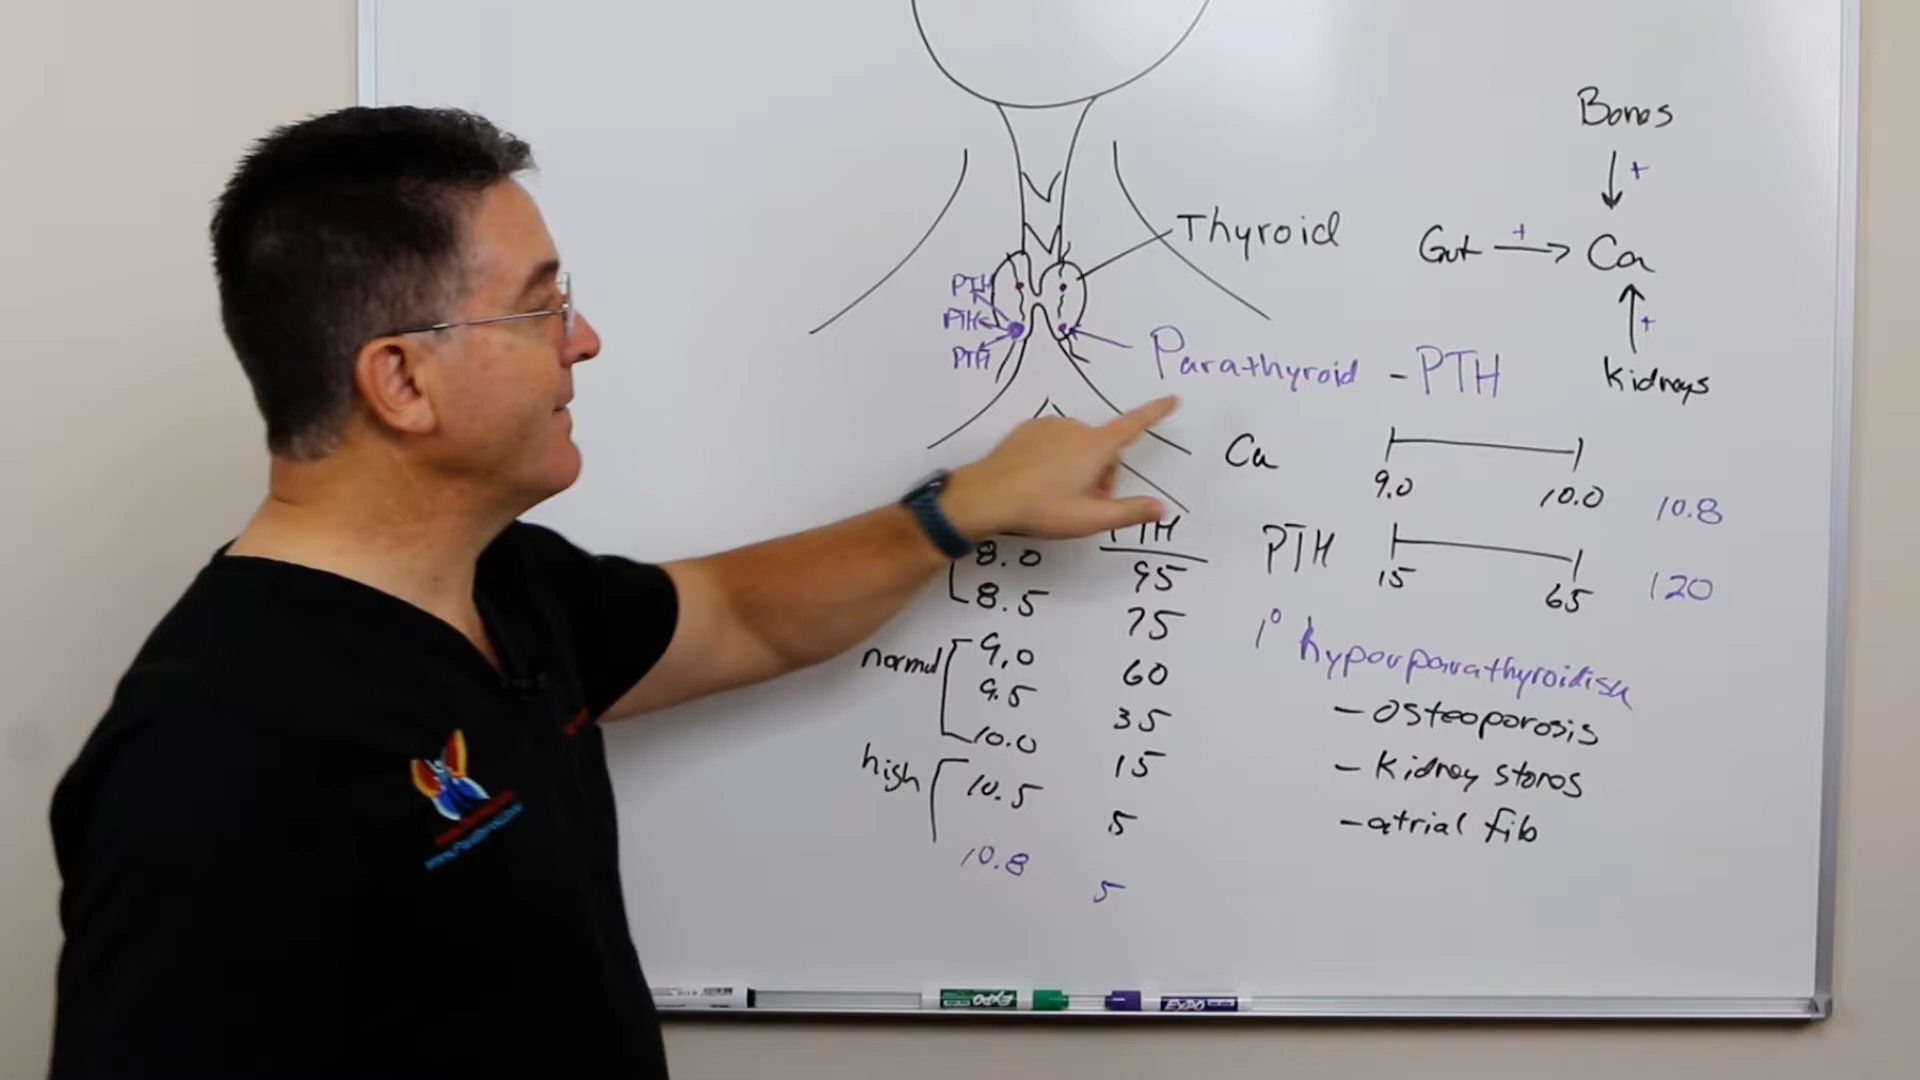 Bones
+
Thyroid
Gut + → Ca
PTH
PTH
PTH
+
Parathyroid - PTH
Kidneys
Ca
9.0 10.0 10.8
PTH
8.0 95
8.5 75
PTH
15 65 120
normal 9.0 60
9.5 35
10.0 15
high 10.5 5
10.8 5
1° hyperparathyroidism
- osteoporosis
- kidney stones
- atrial fib
EXPO
EXPO